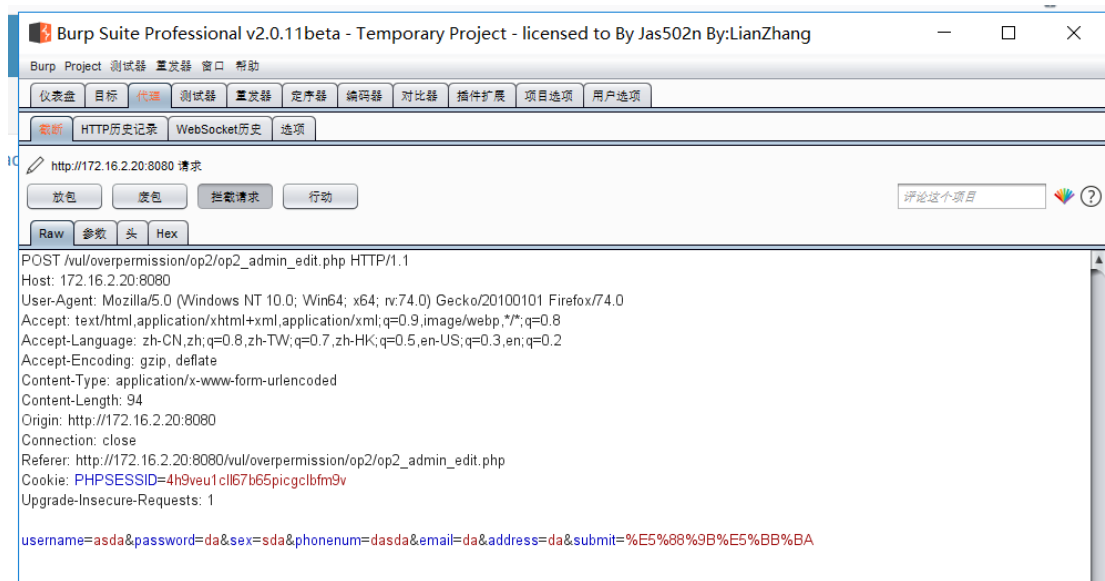 Burp Suite Professional v2.0.11beta - Temporary Project - licensed to By Jas502n By:LianZhang
Burp Project 测试器 重发器 窗口 帮助
仪表盘 目标 代理 测试器 重发器 定序器 编码器 对比器 插件扩展 项目选项 用户选项
截断 HTTP历史记录 WebSocket历史 选项
http://172.16.2.20:8080 请求
放包 废包 拦截请求 行动 评论这个项目 ?
Raw 参数 头 Hex
POST /vul/overpermission/op2/op2_admin_edit.php HTTP/1.1
Host: 172.16.2.20:8080
User-Agent: Mozilla/5.0 (Windows NT 10.0; Win64; x64; rv:74.0) Gecko/20100101 Firefox/74.0
Accept: text/html,application/xhtml+xml,application/xml;q=0.9,image/webp,*/*;q=0.8
Accept-Language: zh-CN,zh;q=0.8,zh-TW;q=0.7,zh-HK;q=0.5,en-US;q=0.3,en;q=0.2
Accept-Encoding: gzip, deflate
Content-Type: application/x-www-form-urlencoded
Content-Length: 94
Origin: http://172.16.2.20:8080
Connection: close
Referer: http://172.16.2.20:8080/vul/overpermission/op2/op2_admin_edit.php
Cookie: PHPSESSID=4h9veu1cll67b65picgclbfm9v
Upgrade-Insecure-Requests: 1
username=asda&password=da&sex=sda&phonenum=dasda&email=da&address=da&submit=%E5%88%9B%E5%BB%BA